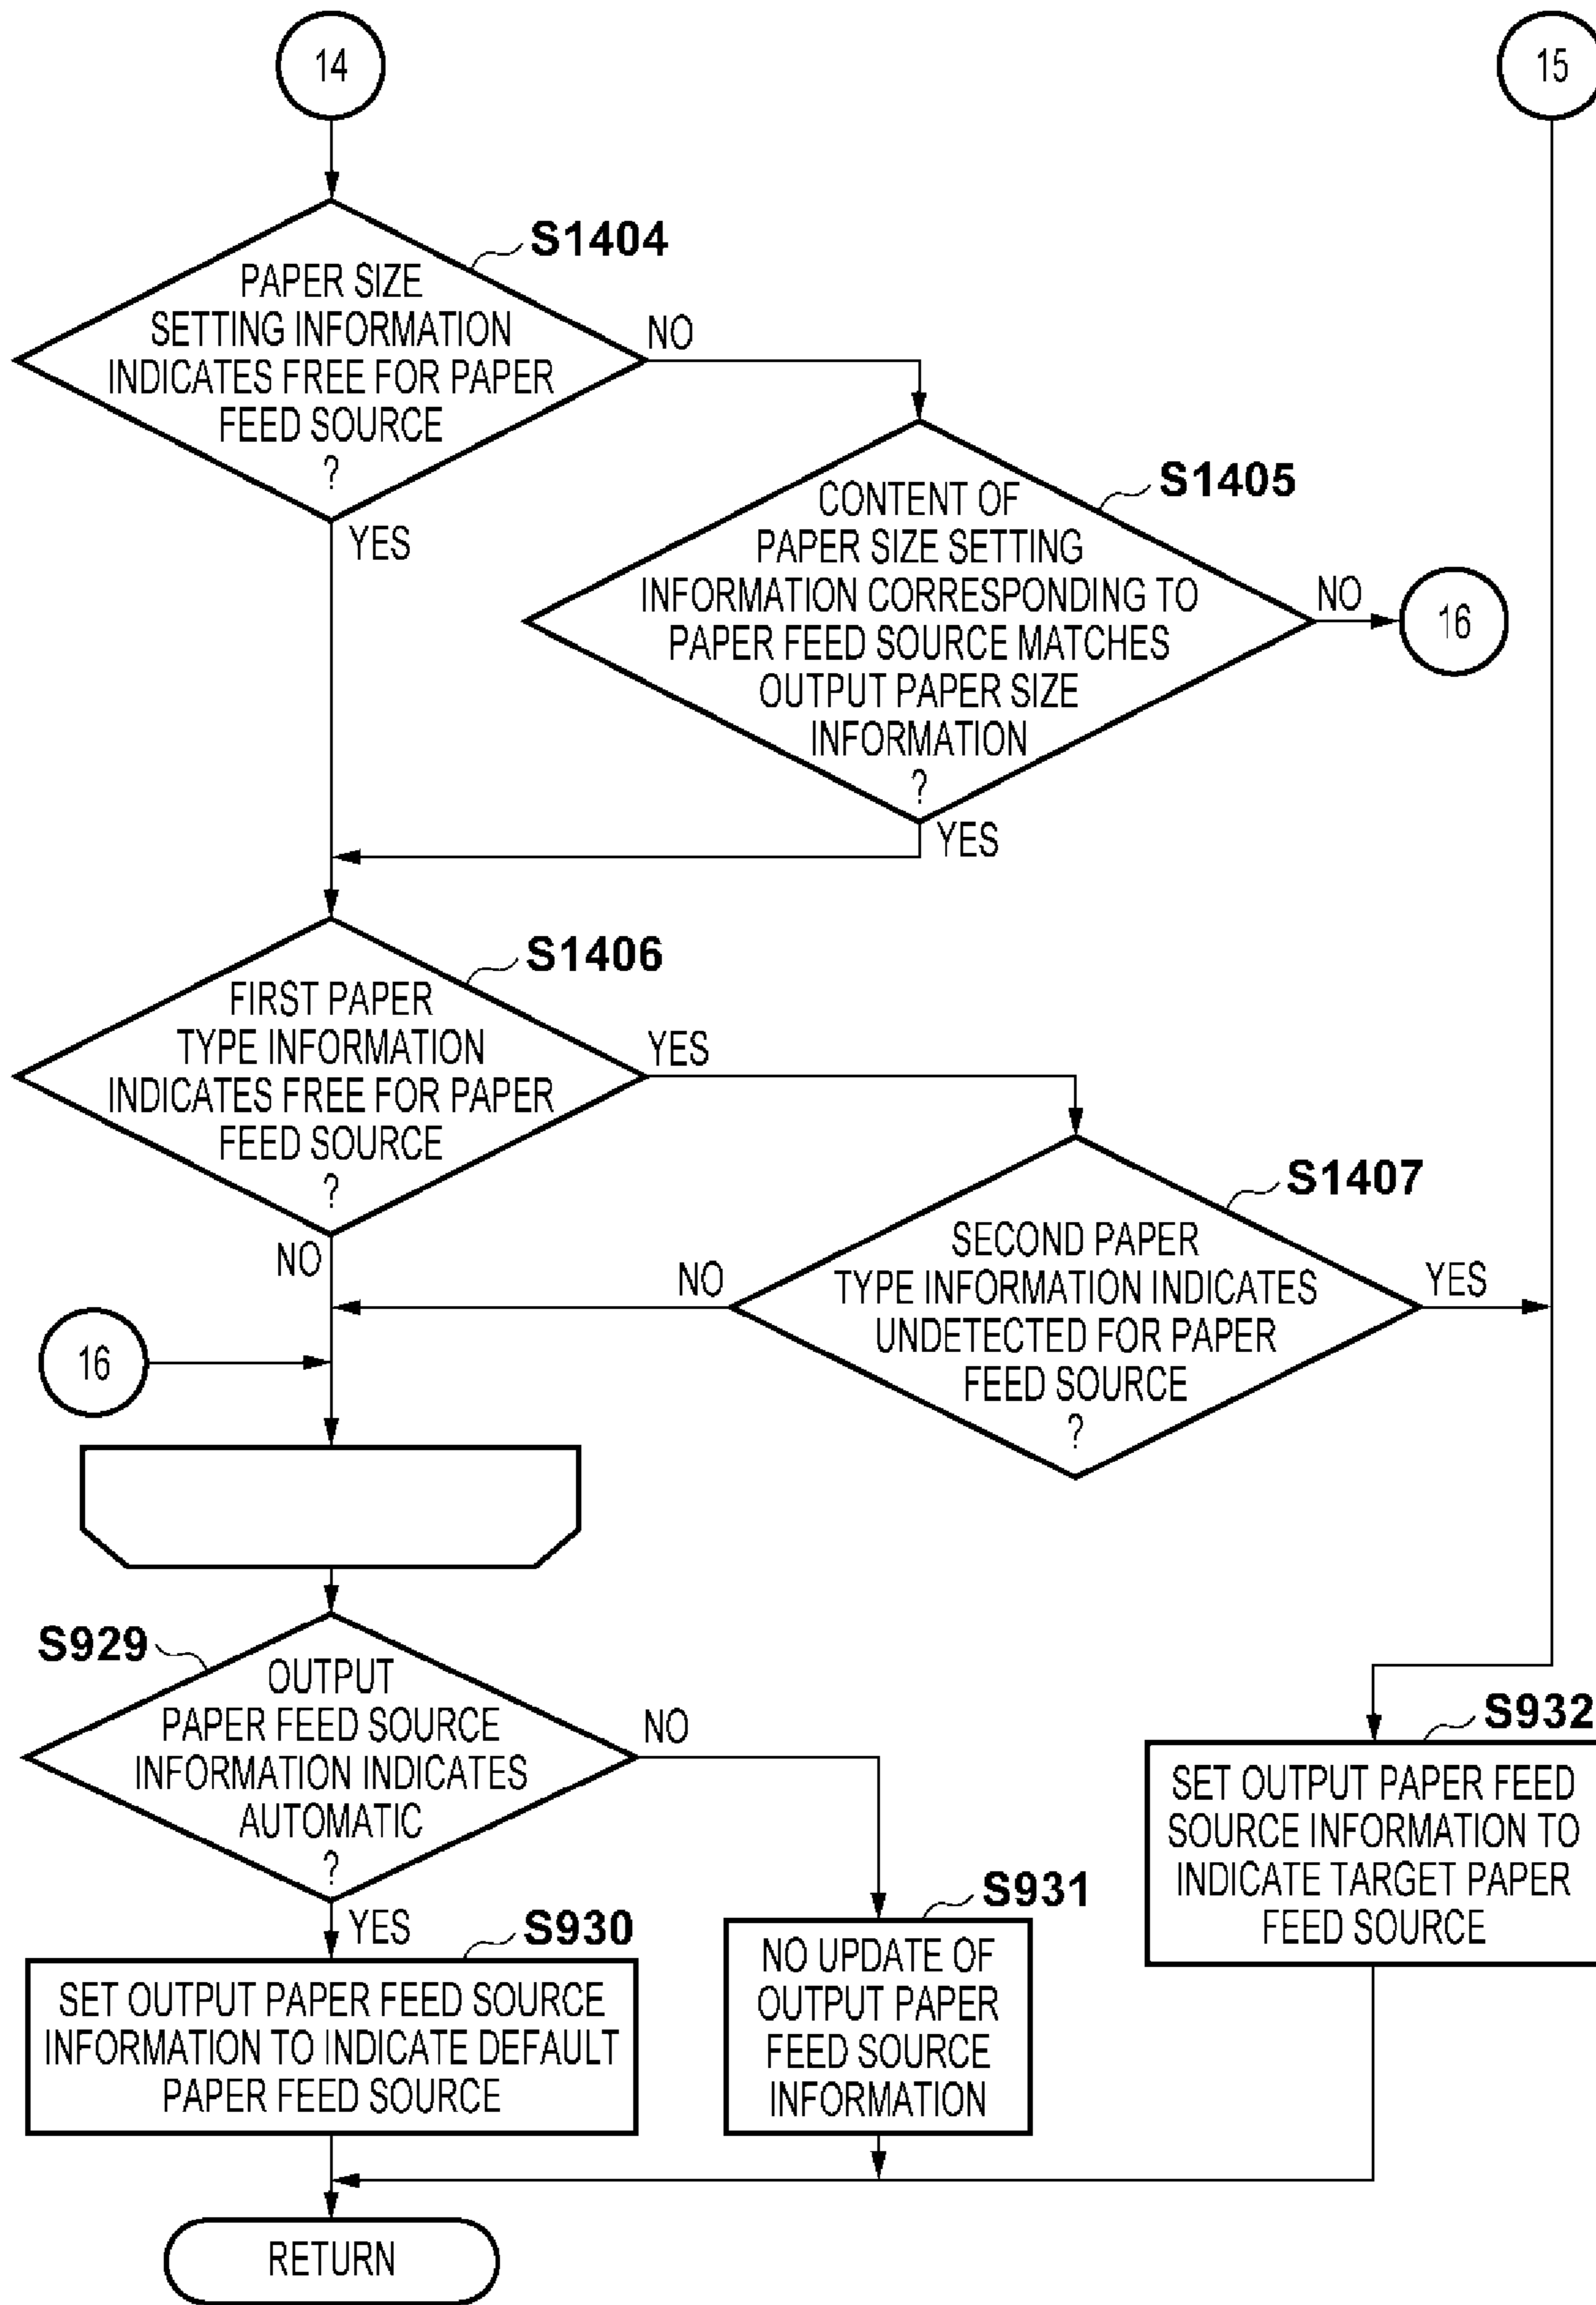 14
15
S1404
PAPER SIZE
SETTING INFORMATION
INDICATES FREE FOR PAPER
FEED SOURCE
?
NO
YES
S1405
CONTENT OF
PAPER SIZE SETTING
INFORMATION CORRESPONDING TO
PAPER FEED SOURCE MATCHES
OUTPUT PAPER SIZE
INFORMATION
?
NO
16
YES
S1406
FIRST PAPER
TYPE INFORMATION
INDICATES FREE FOR PAPER
FEED SOURCE
?
YES
NO
S1407
SECOND PAPER
TYPE INFORMATION INDICATES
UNDETECTED FOR PAPER
FEED SOURCE
?
NO
YES
16
S929
OUTPUT
PAPER FEED SOURCE
INFORMATION INDICATES
AUTOMATIC
?
NO
YES
S930
SET OUTPUT PAPER FEED SOURCE
INFORMATION TO INDICATE DEFAULT
PAPER FEED SOURCE
S931
NO UPDATE OF
OUTPUT PAPER
FEED SOURCE
INFORMATION
S932
SET OUTPUT PAPER FEED
SOURCE INFORMATION TO
INDICATE TARGET PAPER
FEED SOURCE
RETURN